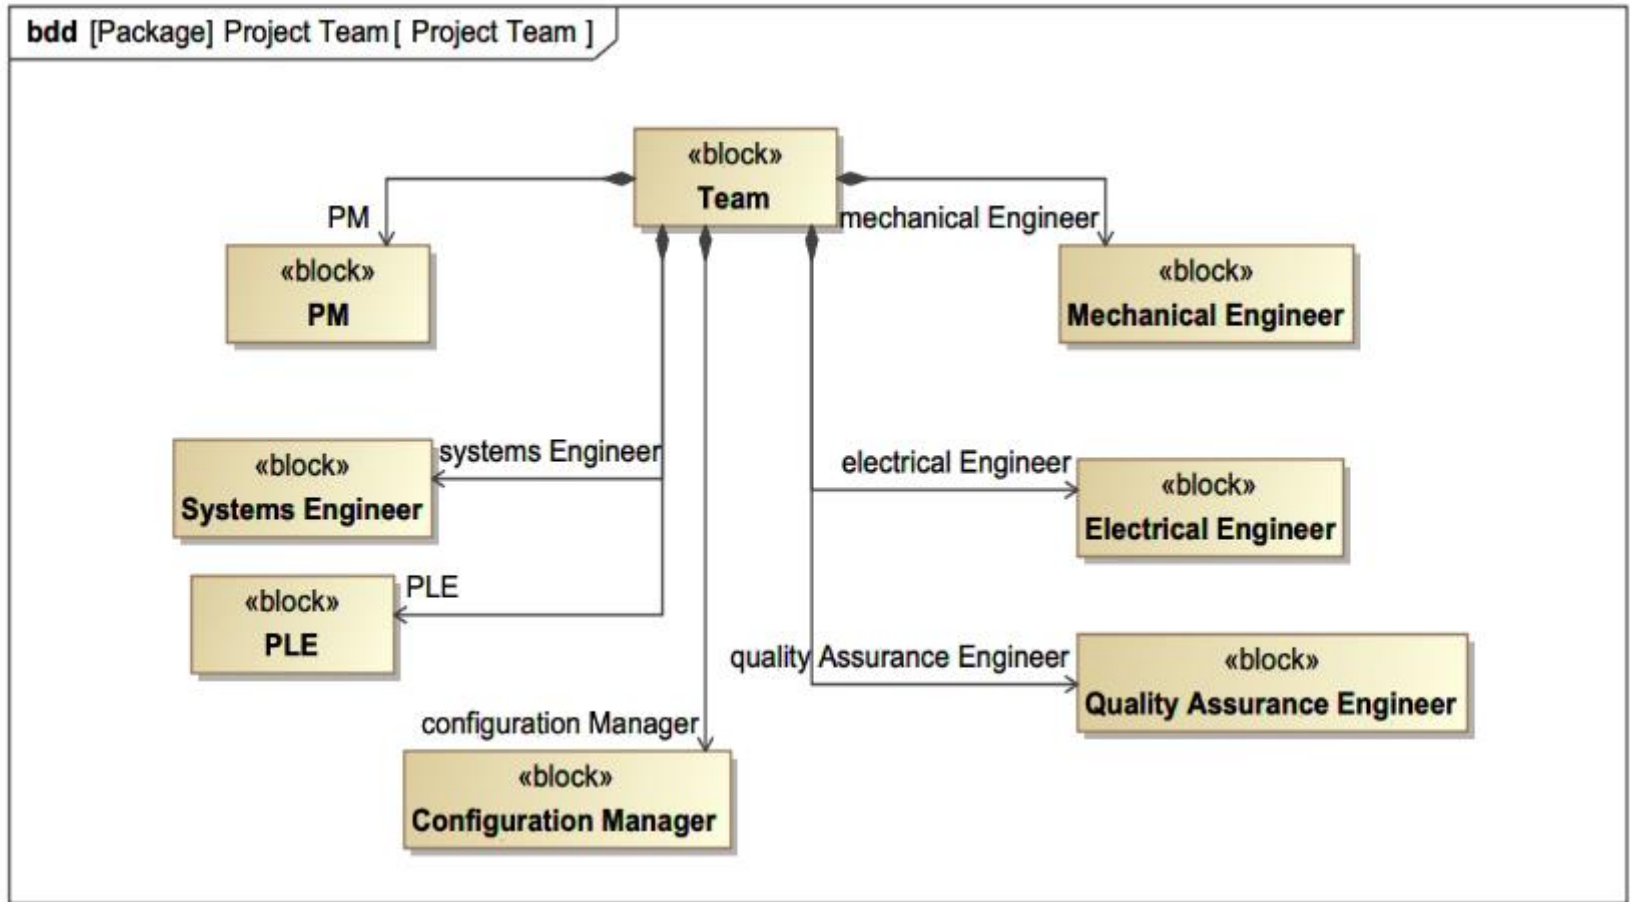 bdd [Package] Project Team [ Project Team ]
«block»
Team
PM
mechanical Engineer
«block»
PM
«block»
Mechanical Engineer
systems Engineer
electrical Engineer
«block»
Systems Engineer
«block»
Electrical Engineer
PLE
«block»
PLE
quality Assurance Engineer
«block»
Quality Assurance Engineer
configuration Manager
«block»
Configuration Manager